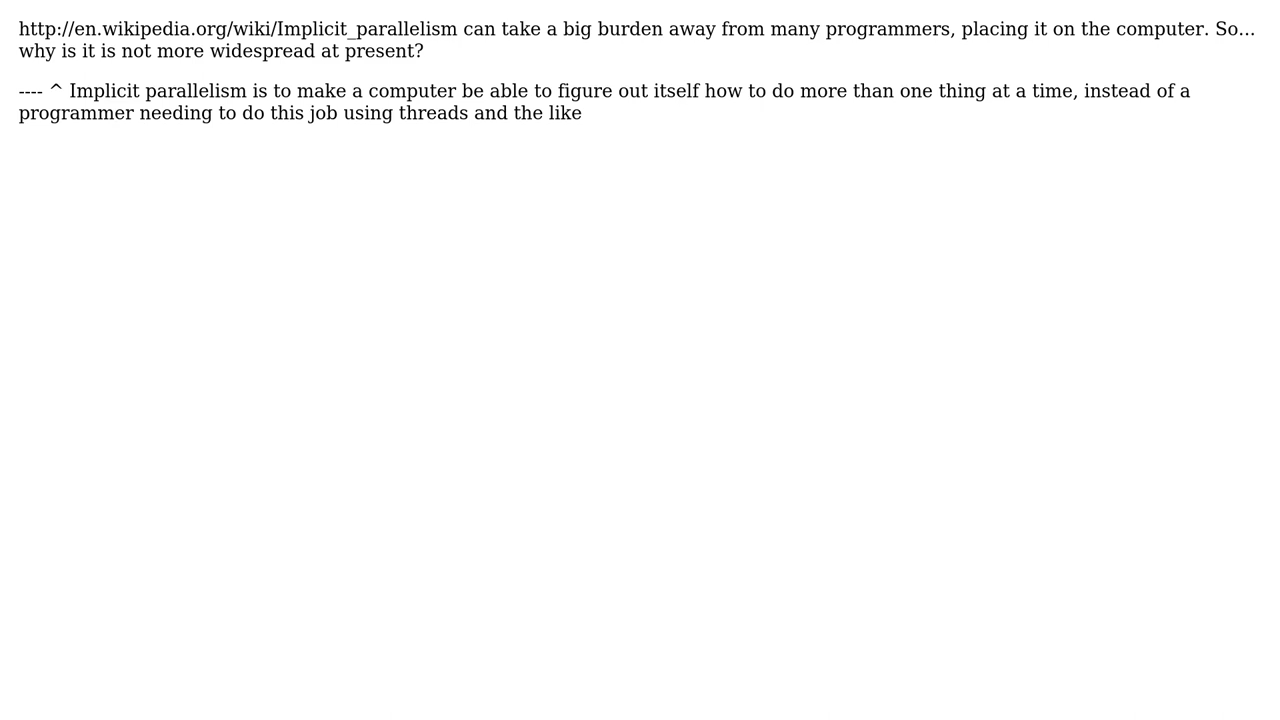 http://en.wikipedia.org/wiki/Implicit_parallelism can take a big burden away from many programmers, placing it on the computer. So...
why is it is not more widespread at present?
---- ^ Implicit parallelism is to make a computer be able to figure out itself how to do more than one thing at a time, instead of a
programmer needing to do this job using threads and the like